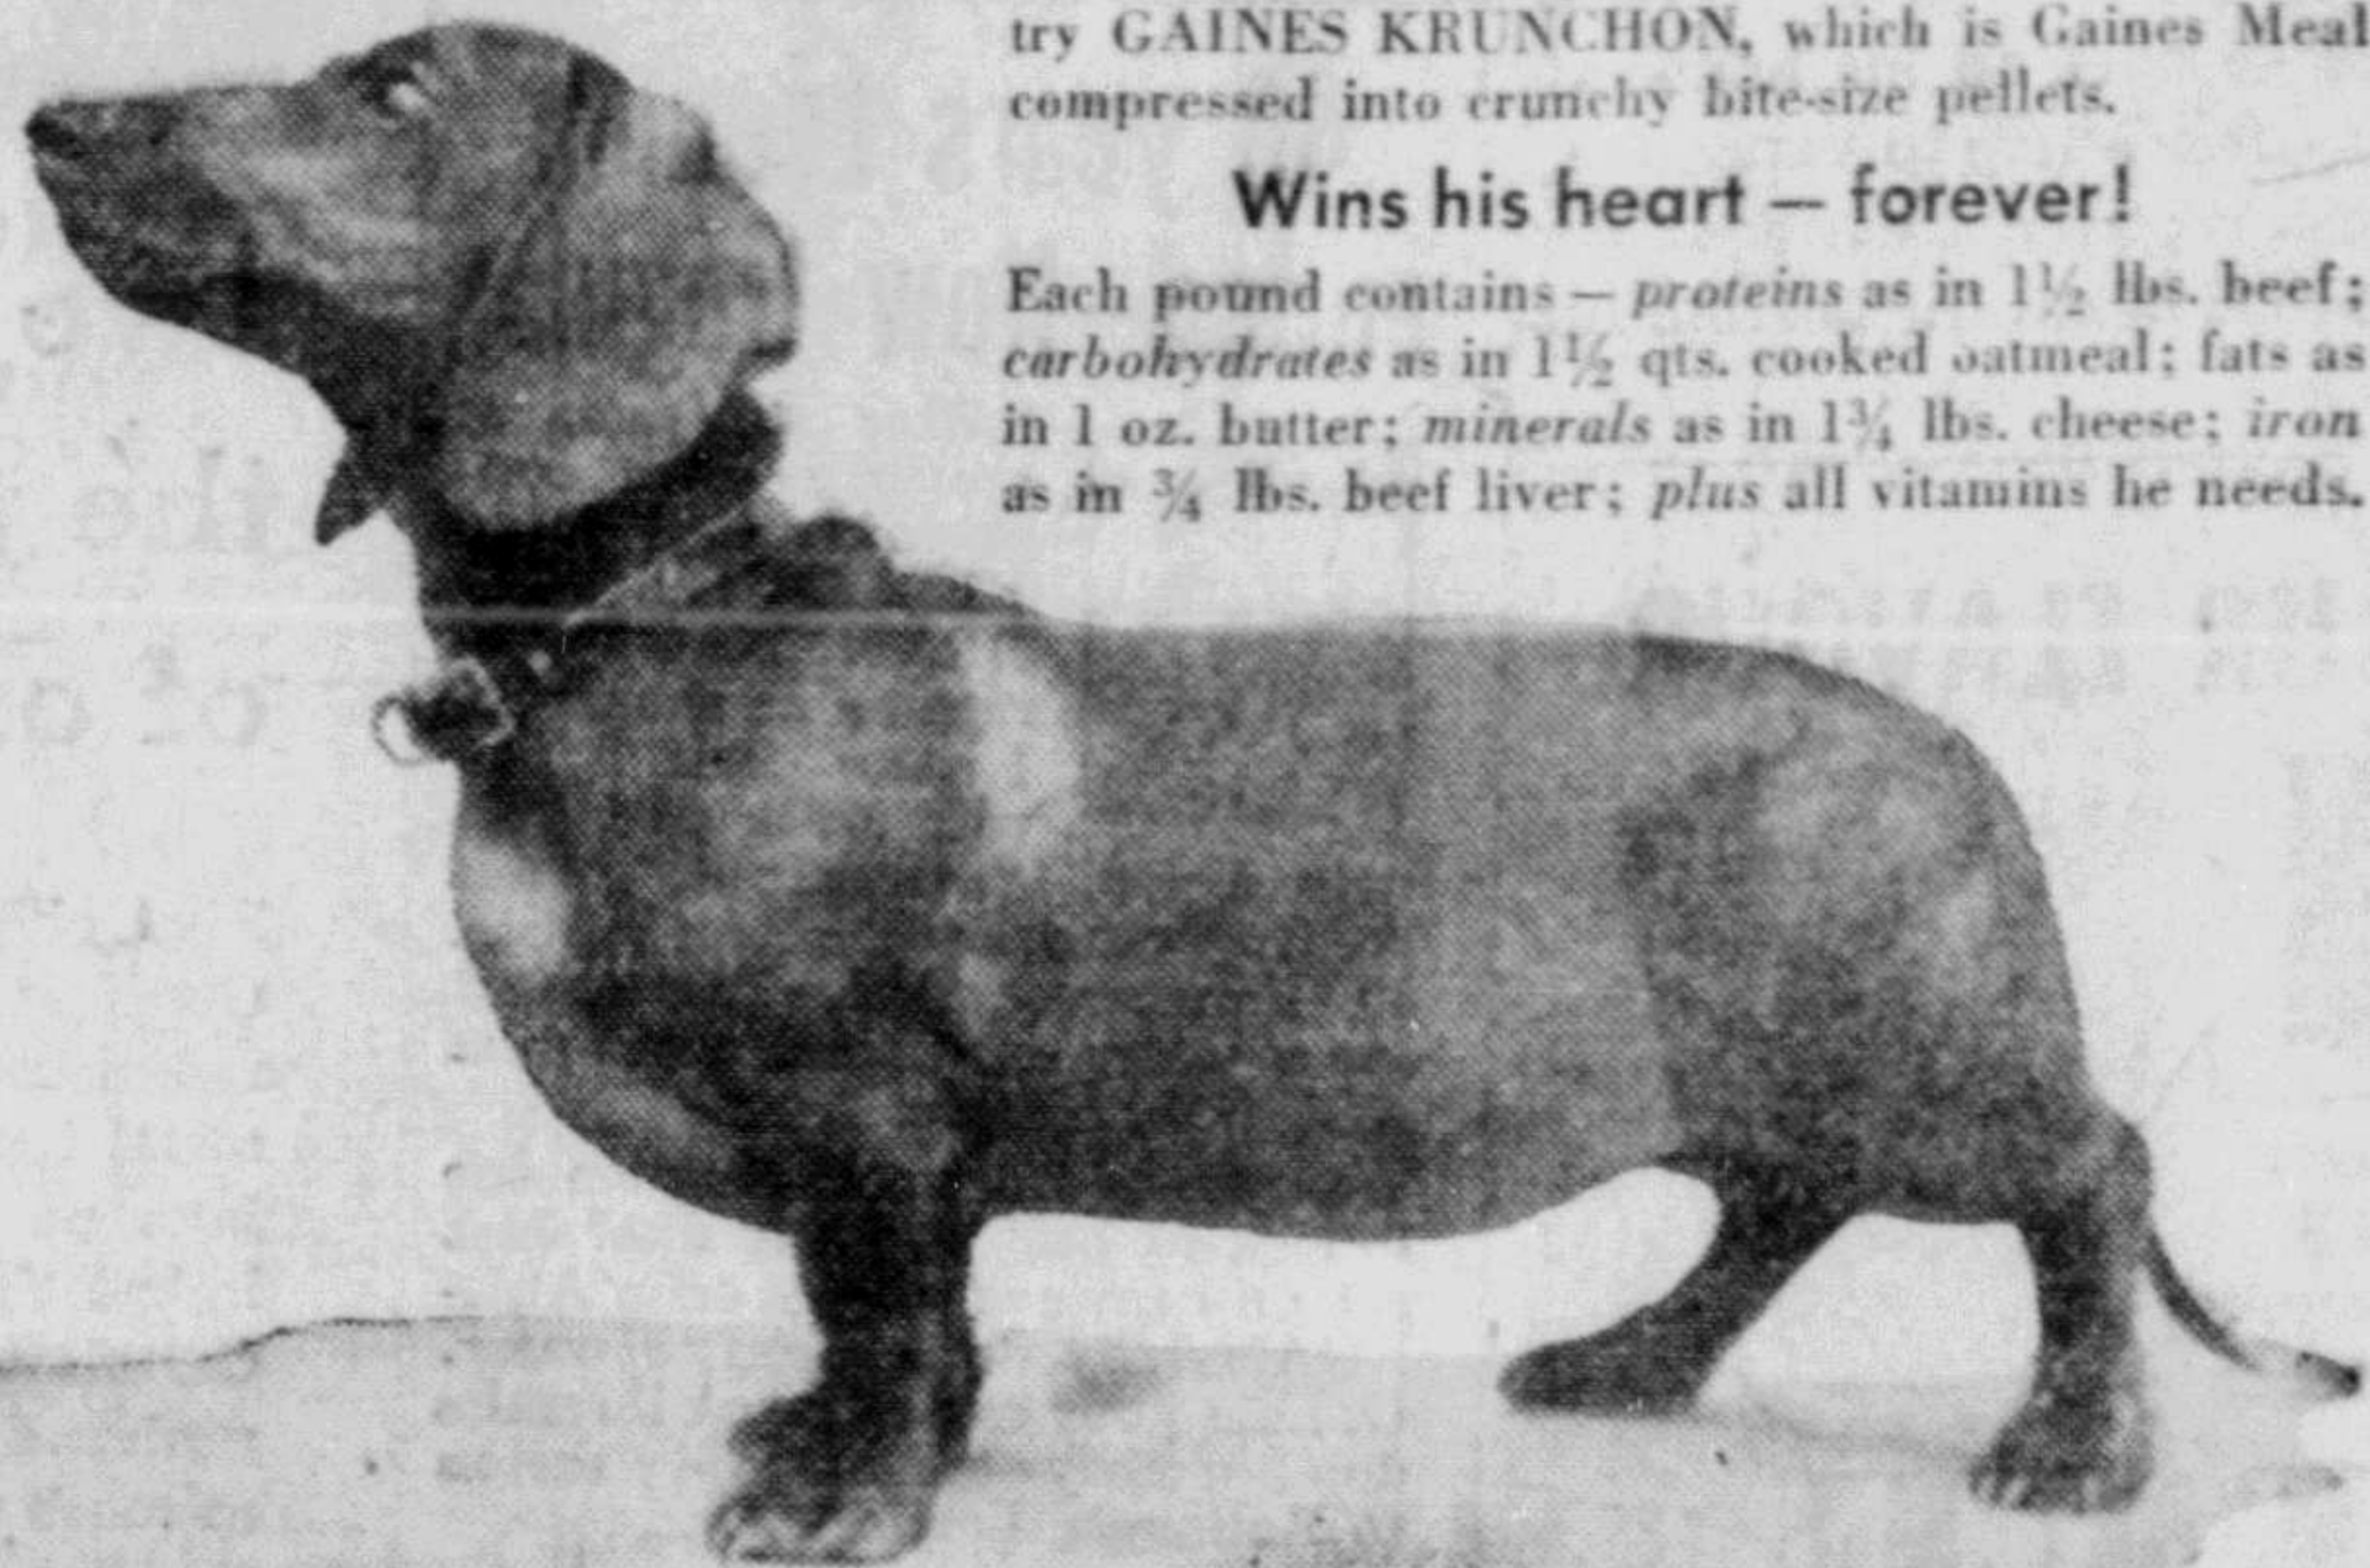 try GAINES KRUNCHON, which is Gaines Meal
compressed into crunchy bite-size pellets.
Wins his heart — forever!
Each pound contains — proteins as in 1½ lbs. beef;
carbohydrates as in 1½ qts. cooked oatmeal; fats as
in 1 oz. butter; minerals as in 1¾ lbs. cheese; iron
as in ¾ lbs. beef liver; plus all vitamins he needs.